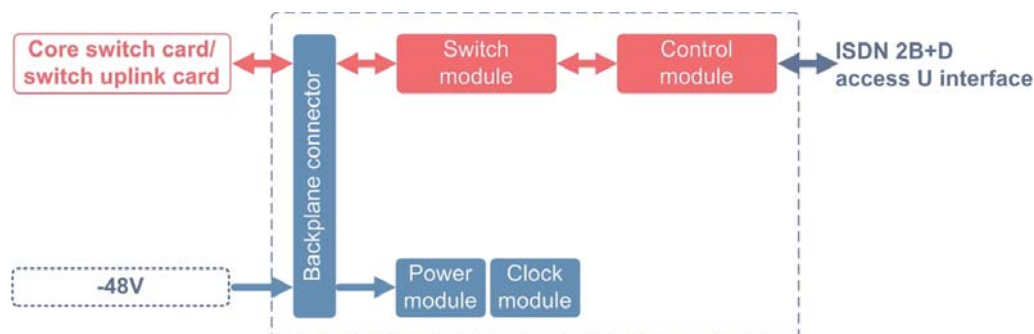 Core switch card/
switch uplink card
Backplane connector
Switch
module
Control
module
ISDN 2B+D
access U interface
-48V
Power
module
Clock
module